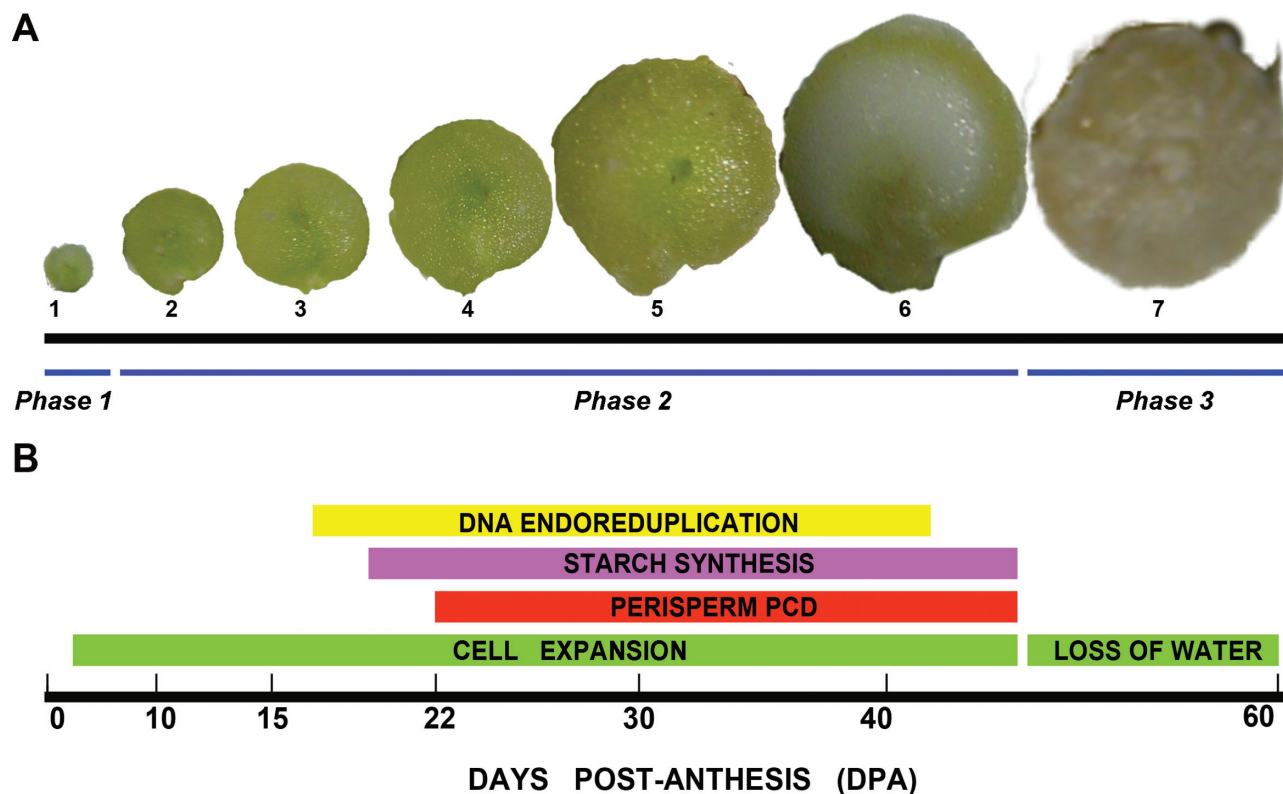 A
1 2 3 4 5 6 7
Phase 1 Phase 2 Phase 3
B
DNA ENDOREDUPLICATION
STARCH SYNTHESIS
PERISPERM PCD
CELL EXPANSION LOSS OF WATER
0 10 15 22 30 40 60
DAYS POST-ANTHESIS (DPA)